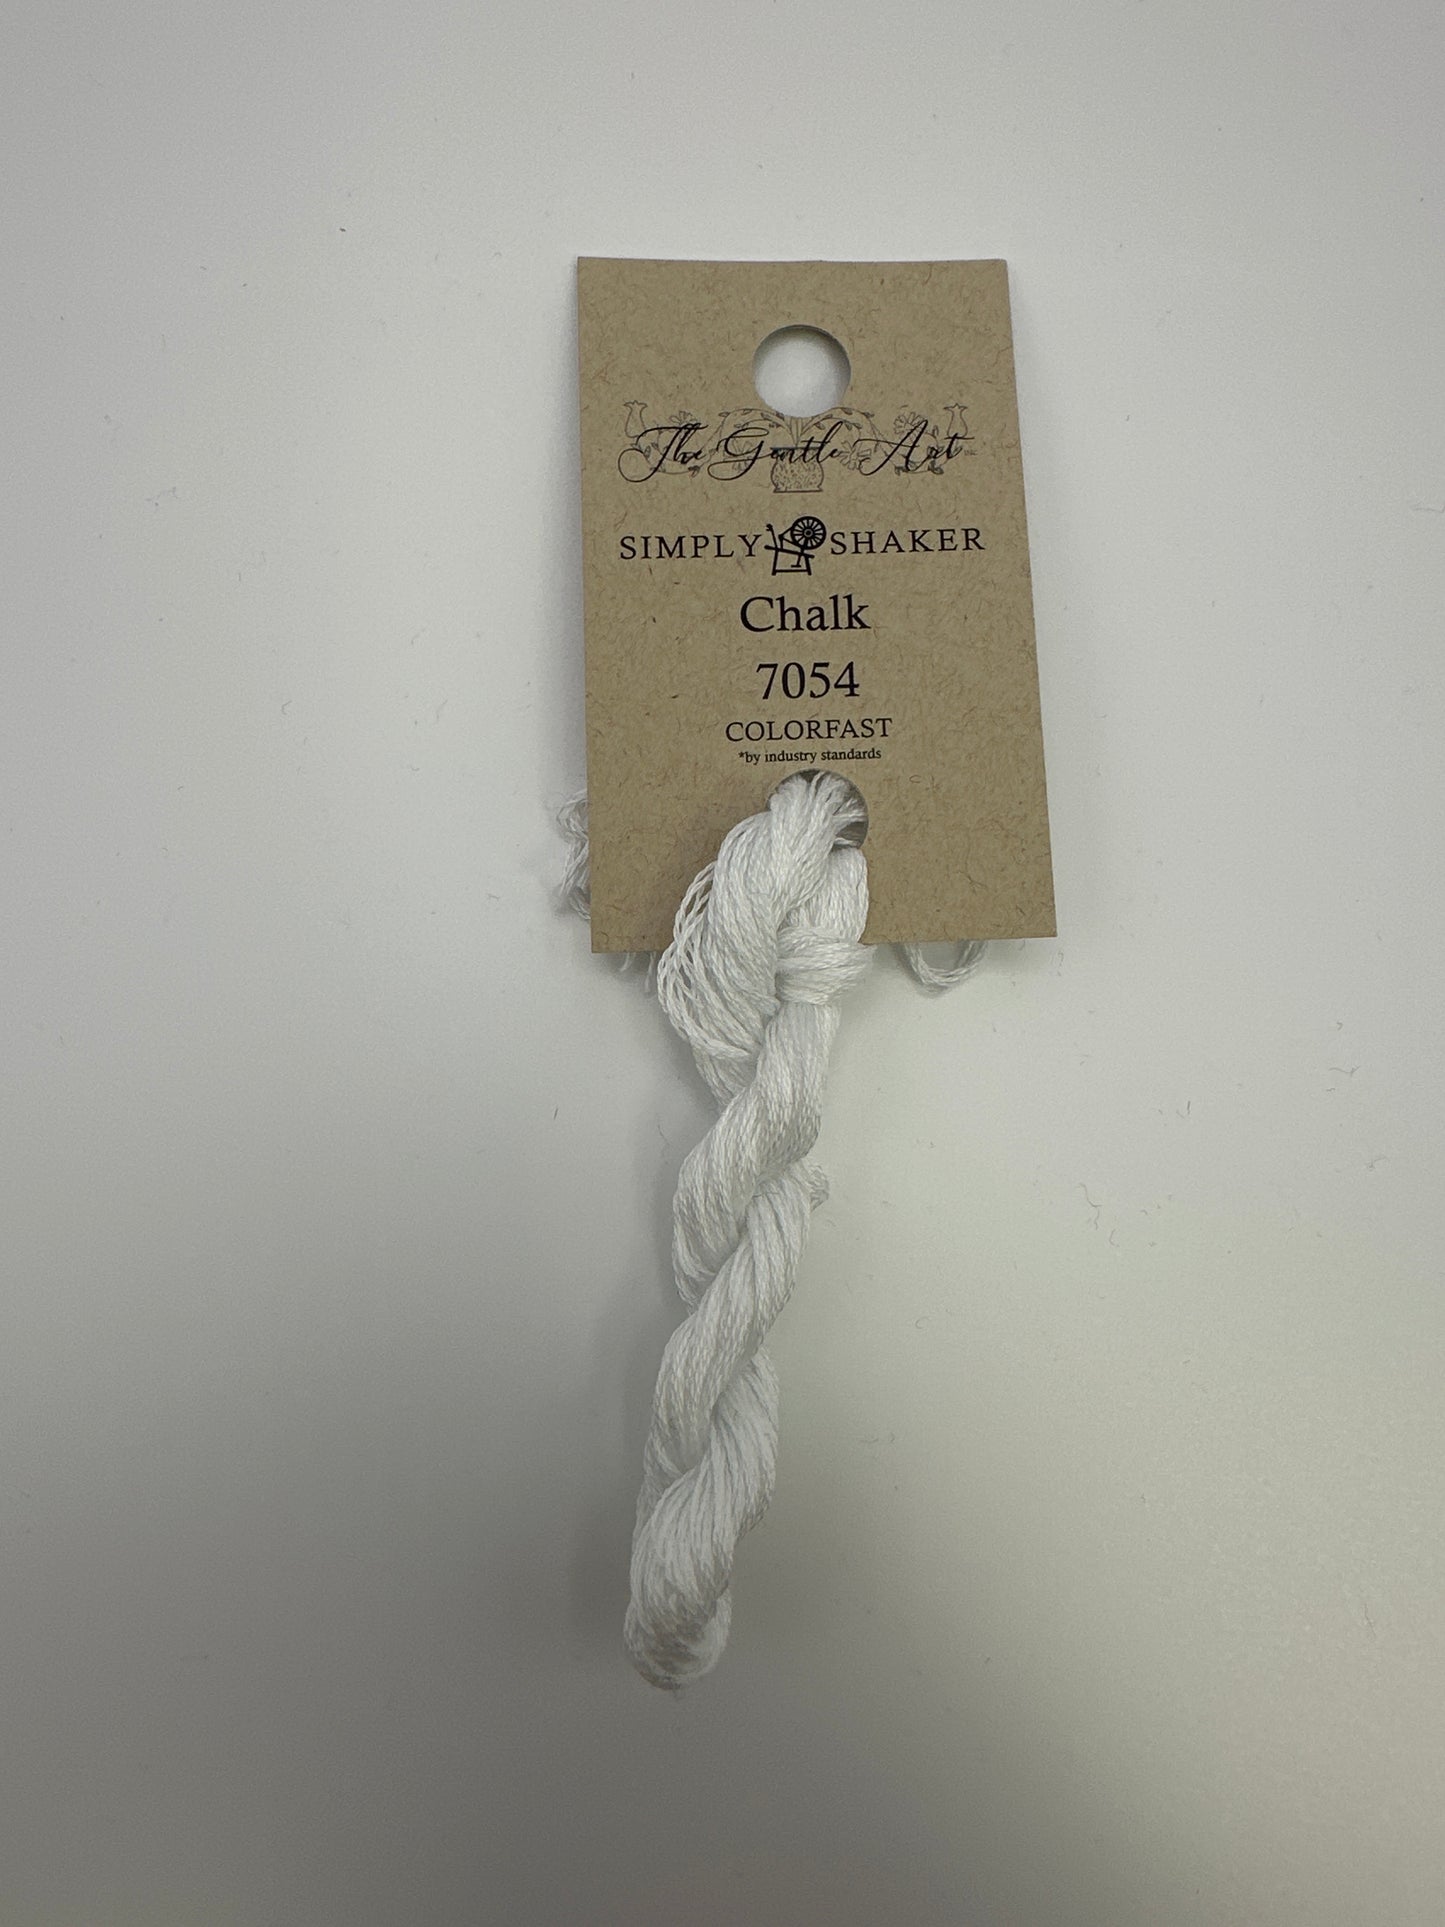 The Gentle Art
SIMPLY SHAKER
Chalk
7054
COLORFAST
*by industry standards